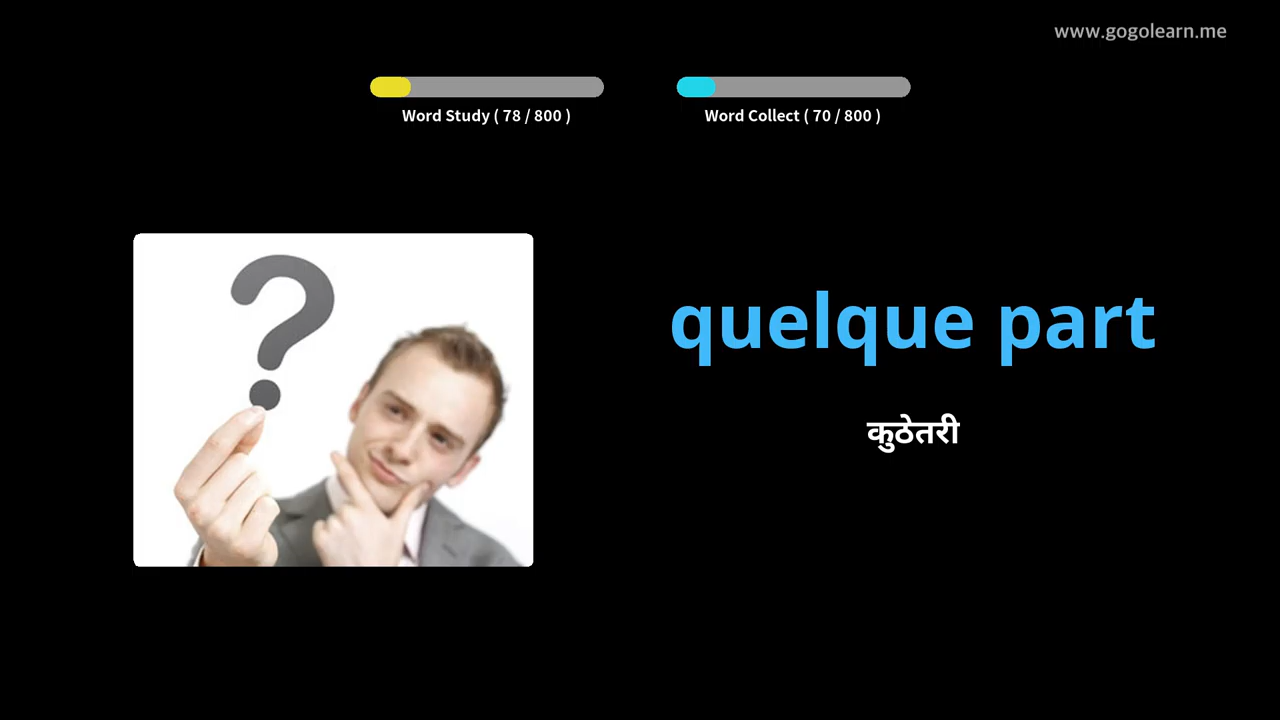 www.gogolearn.me
Word Study ( 78 / 800 )
Word Collect ( 70 / 800 )
quelque part
कुठेतरी